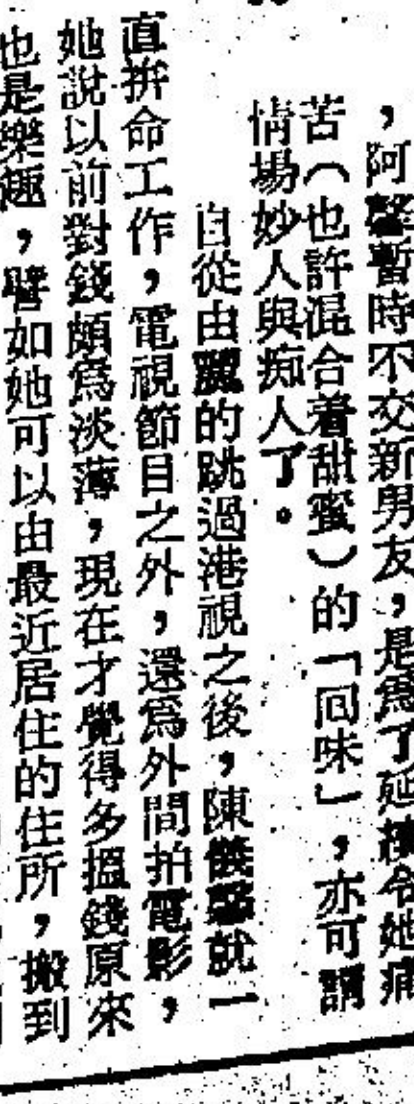 ，阿馨暫時不交新男友，是爲了延續令她痛
苦（也許混合着甜蜜）的「回味」，亦可謂
情場妙人與痴人了。
自從由麗的跳過港視之後，陳儀馨就一
直拚命工作，電視節目之外，還爲外間拍電影，
她說以前對錢頗爲淡薄，現在才覺得多搵錢原來
也是樂趣，譬如她可以由最近居住的住所，搬到